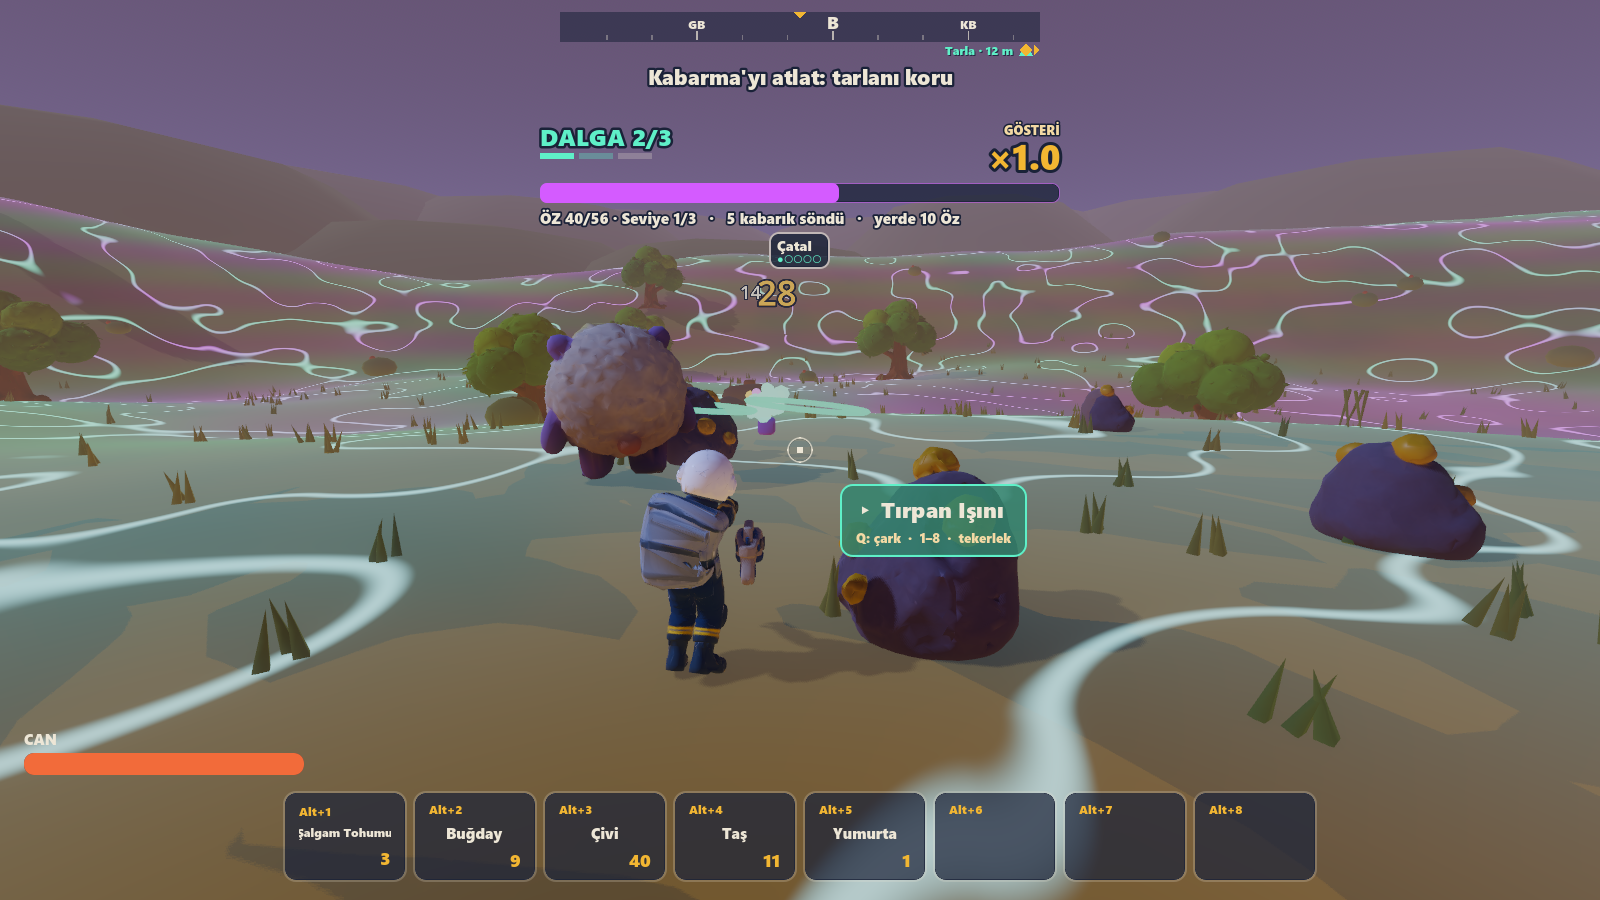 GB B KB
Tarla · 12 m
Kabarma'yı atlat: tarlanı koru
DALGA 2/3
GÖSTERİ
×1.0
ÖZ 40/56 · Seviye 1/3 · 5 kabarık söndü · yerde 10 Öz
Çatal
14
28
Tırpan Işını
Q: çark · 1–8 · tekerlek
CAN
Alt+1
Şalgam Tohumu
3
Alt+2
Buğday
9
Alt+3
Çivi
40
Alt+4
Taş
11
Alt+5
Yumurta
1
Alt+6
Alt+7
Alt+8